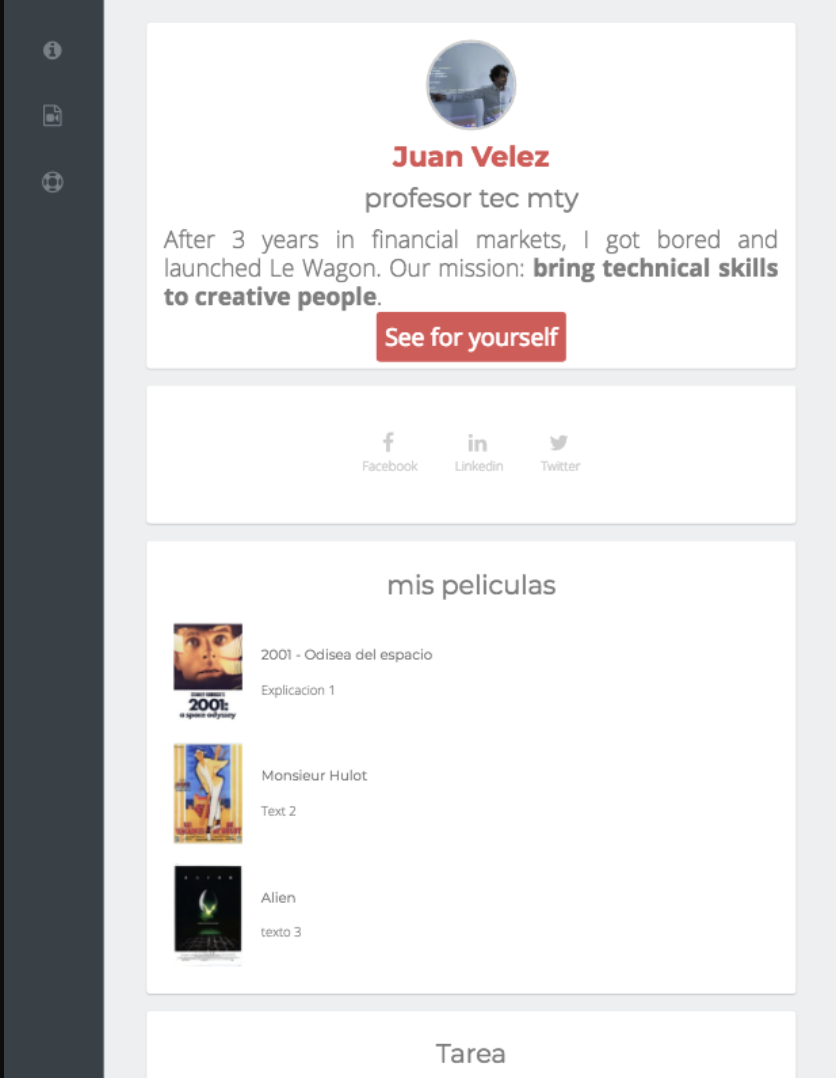 Juan Velez
profesor tec mty
After 3 years in financial markets, I got bored and
launched Le Wagon. Our mission: bring technical skills
to creative people.
See for yourself
Facebook
Linkedin
Twitter
mis peliculas
2001 - Odisea del espacio
Explicacion 1
2001:
a space odyssey
Monsieur Hulot
Text 2
Alien
texto 3
ALIEN
Tarea